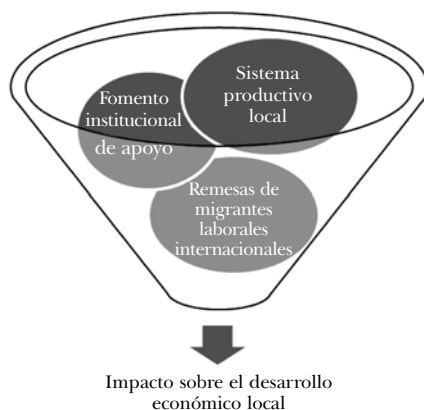 Sistema
productivo
local
Fomento
institucional
de apoyo
Remesas de
migrantes
laborales
internacionales
Impacto sobre el desarrollo
económico local